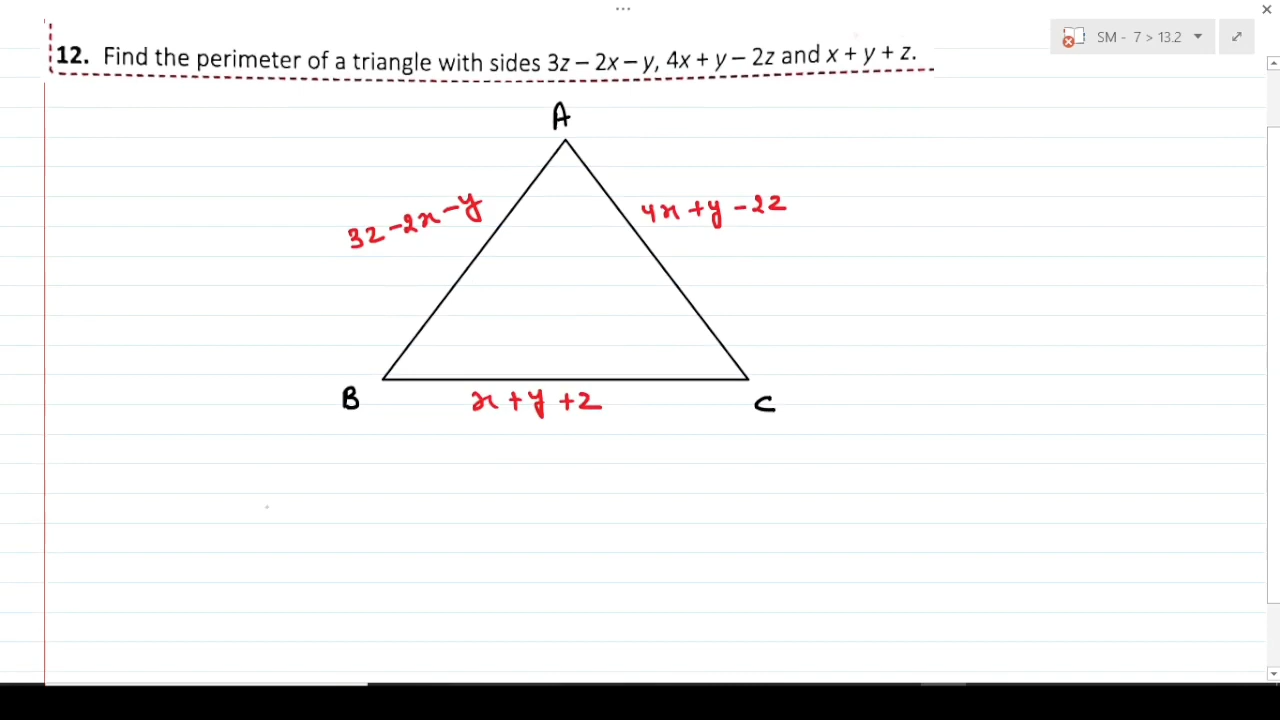 ...
SM - 7 > 13.2
12. Find the perimeter of a triangle with sides 3z – 2x – y, 4x + y – 2z and x + y + z.
A
3z -2x -y
4x +y -2z
B
x +y +z
C